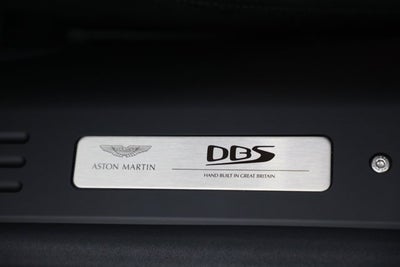 DBS
ASTON MARTIN
HAND BUILT IN GREAT BRITAIN